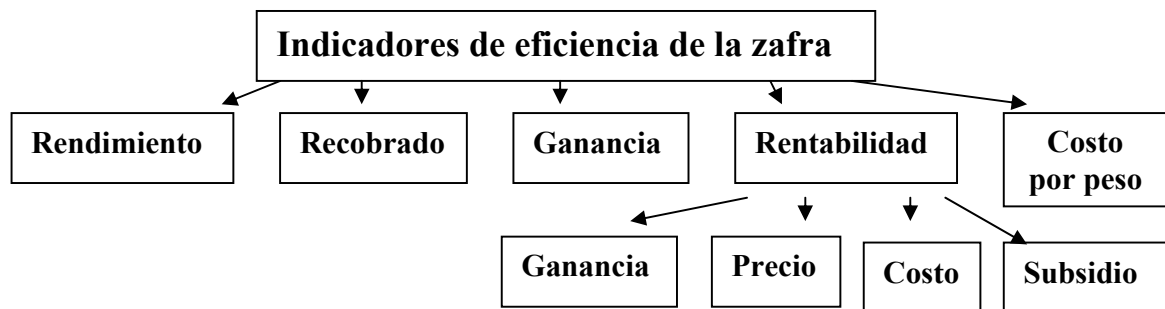 Indicadores de eficiencia de la zafra
Rendimiento
Recobrado
Ganancia
Rentabilidad
Costo
por peso
Ganancia
Precio
Costo
Subsidio